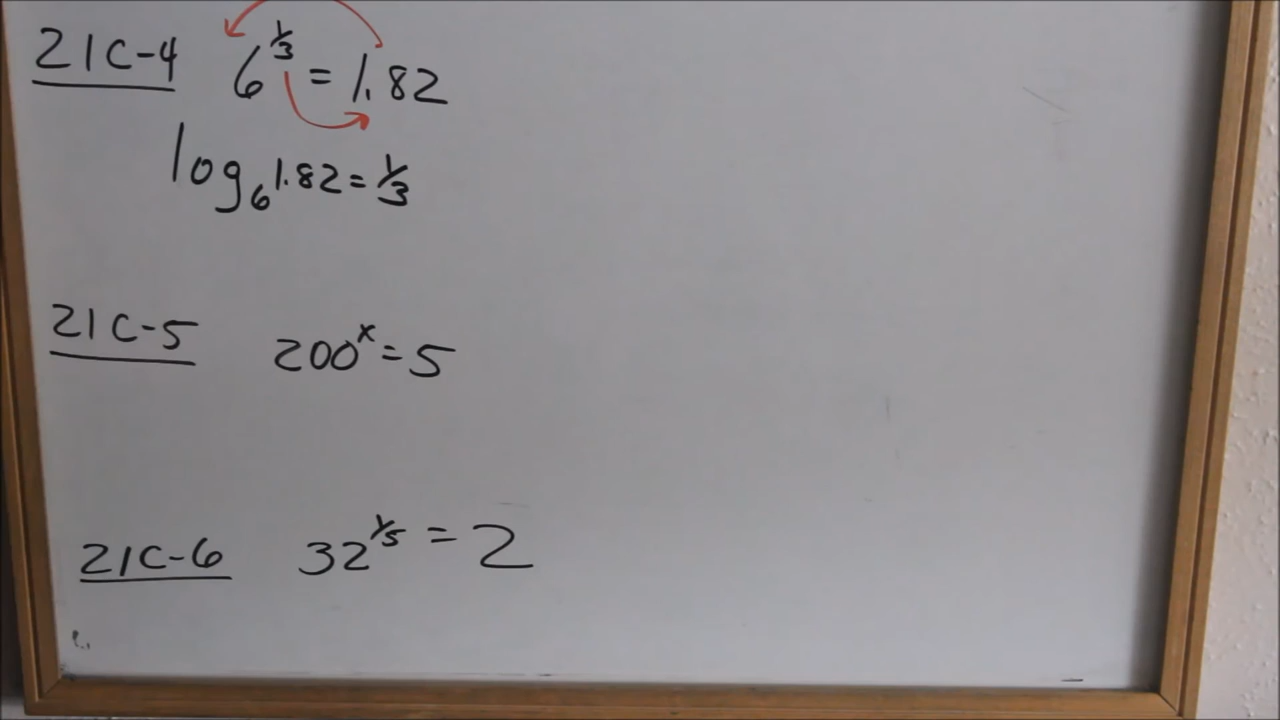 21C-4 6^1/3 = 1.82
log₆ 1.82 = 1/3
21C-5 200^x = 5
21C-6 32^1/5 = 2